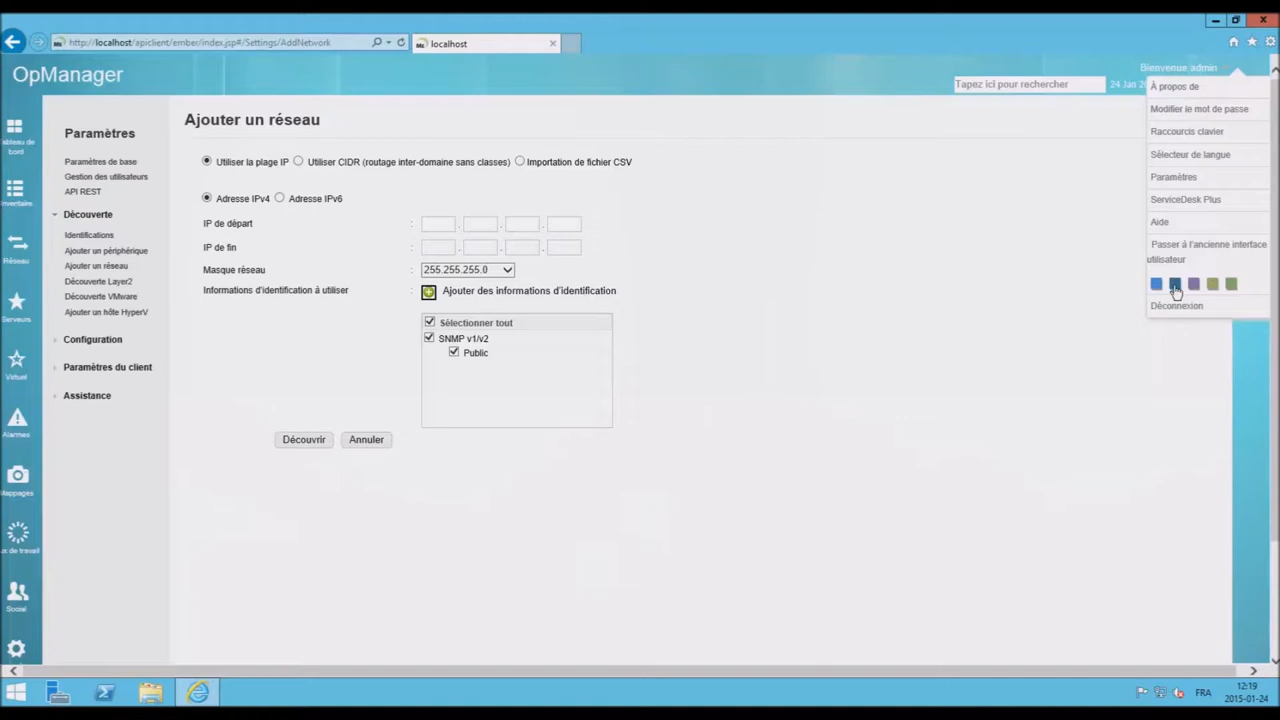 http://localhost/apiclient/ember/index.jsp#/Settings/AddNetwork
localhost
OpManager
Bienvenue admin
Tapez ici pour rechercher
24 Jan
À propos de
Modifier le mot de passe
Raccourcis clavier
Sélecteur de langue
Paramètres
ServiceDesk Plus
Aide
Passer à l'ancienne interface
utilisateur
Déconnexion
bord
Réseau
Serveurs
Virtuel
Alarmes
Mappages
Social
Paramètres
Paramètres de base
Gestion des utilisateurs
API REST
Découverte
Identifications
Ajouter un périphérique
Ajouter un réseau
Découverte Layer2
Découverte VMware
Ajouter un hôte HyperV
Configuration
Paramètres du client
Assistance
Ajouter un réseau
Utiliser la plage IP Utiliser CIDR (routage inter-domaine sans classes) Importation de fichier CSV
Adresse IPv4 Adresse IPv6
IP de départ :
IP de fin :
Masque réseau : 255.255.255.0
Informations d'identification à utiliser : Ajouter des informations d'identification
Sélectionner tout
SNMP v1/v2
Public
Découvrir Annuler
FRA
12:19
2015-01-24